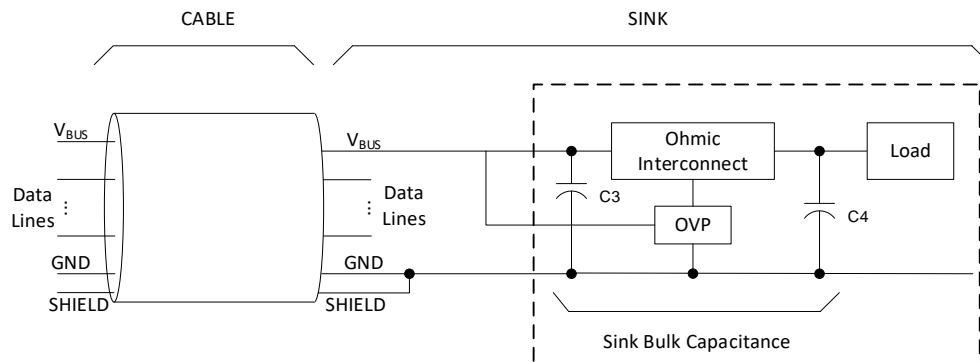 CABLE
SINK
VBUS
Data
Lines
...
GND
SHIELD
VBUS
Data
Lines
...
GND
SHIELD
C3
Ohmic
Interconnect
OVP
C4
Load
Sink Bulk Capacitance